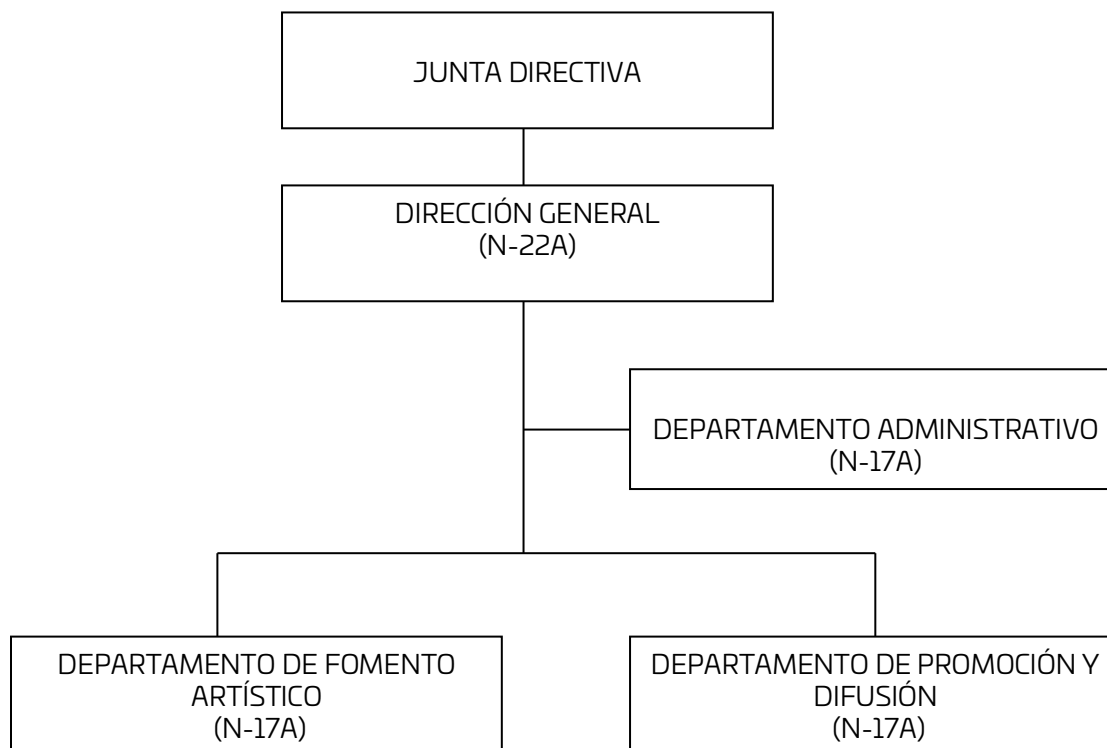 JUNTA DIRECTIVA
DIRECCIÓN GENERAL
(N-22A)
DEPARTAMENTO ADMINISTRATIVO
(N-17A)
DEPARTAMENTO DE FOMENTO
ARTÍSTICO
(N-17A)
DEPARTAMENTO DE PROMOCIÓN Y
DIFUSIÓN
(N-17A)